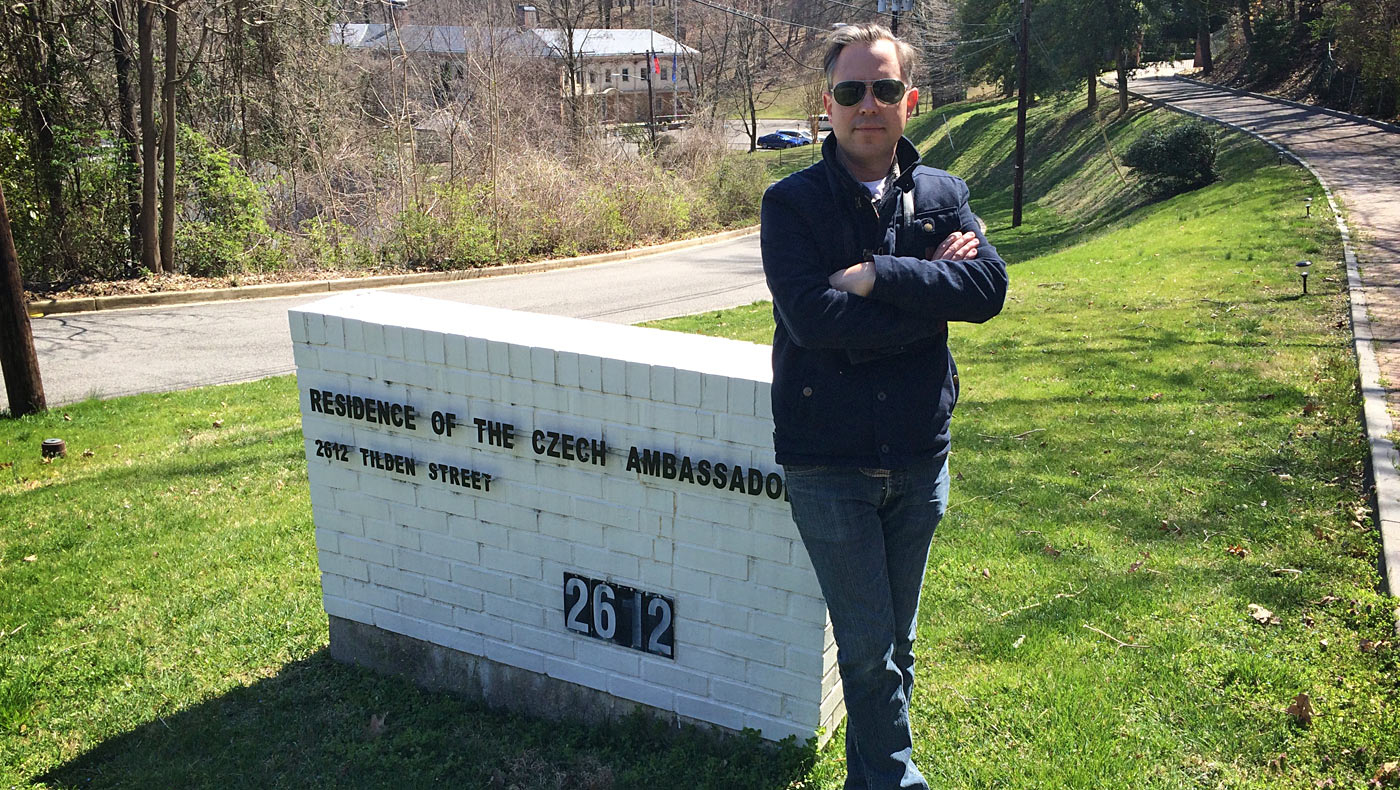 RESIDENCE OF THE CZECH AMBASSADO
2612 TILDEN STREET
2612